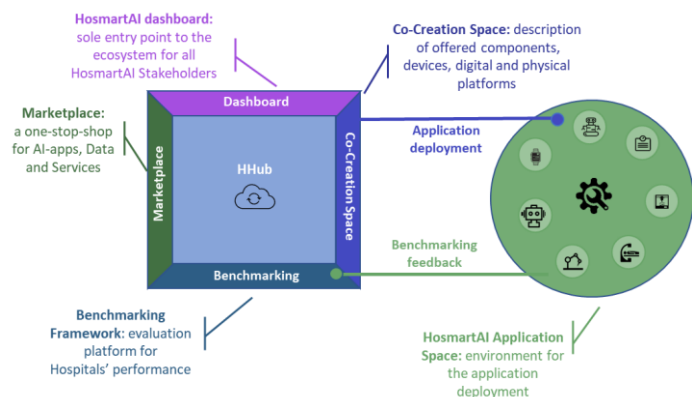 HosmartAI dashboard:
sole entry point to the
ecosystem for all
HosmartAI Stakeholders
Co-Creation Space: description
of offered components,
devices, digital and physical
platforms
Marketplace:
a one-stop-shop
for AI-apps, Data
and Services
Dashboard
Marketplace
HHub
Co-Creation Space
Benchmarking
Application
deployment
Benchmarking
feedback
Benchmarking
Framework: evaluation
platform for
Hospitals' performance
HosmartAI Application
Space: environment for
the application
deployment